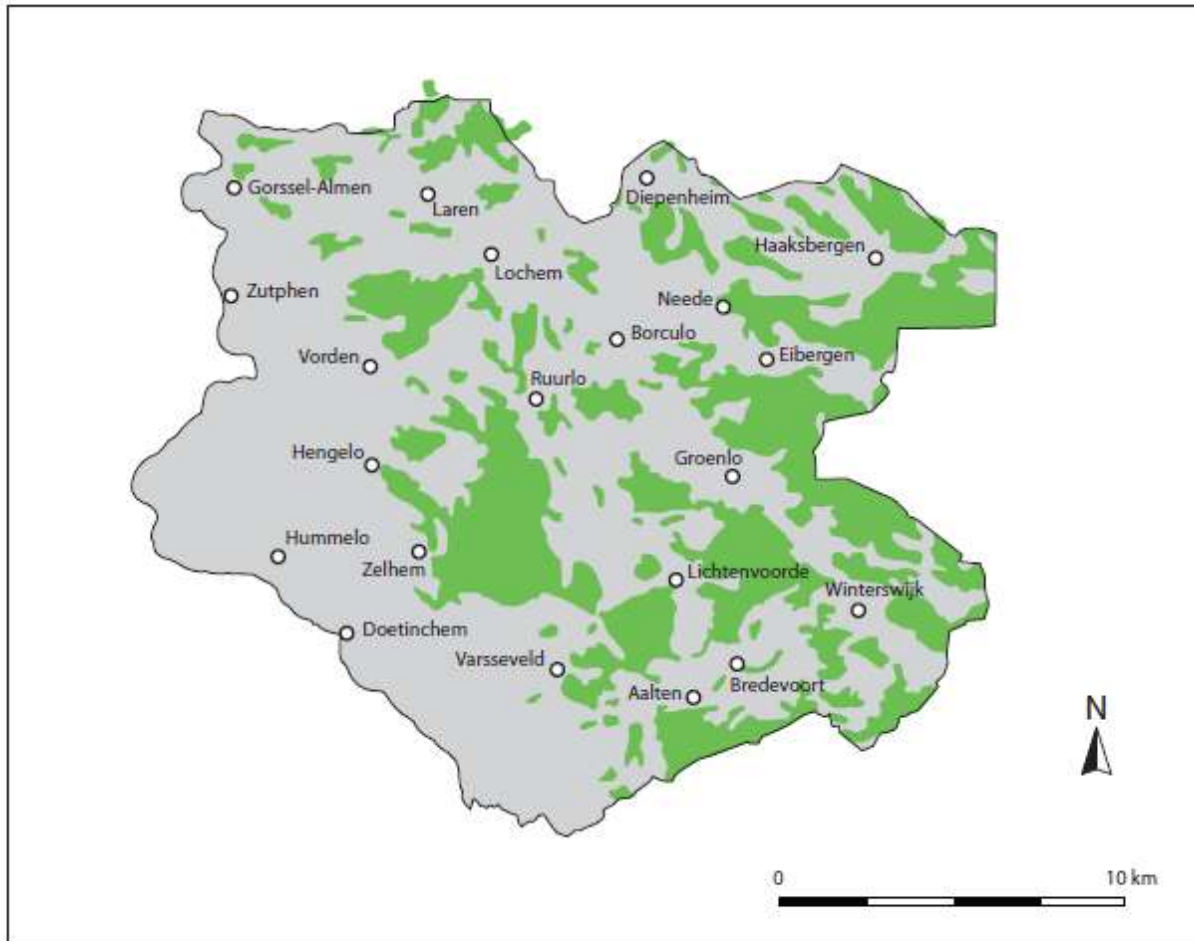 Gorssel-Almen
Laren
Diepenheim
Haaksbergen
Lochem
Zutphen
Neede
Borculo
Vorden
Eibergen
Ruurlo
Hengelo
Groenlo
Hummelo
Zelhem
Lichtenvoorde
Winterswijk
Doetinchem
Varsseveld
Bredevoort
Aalten
N
0 10 km